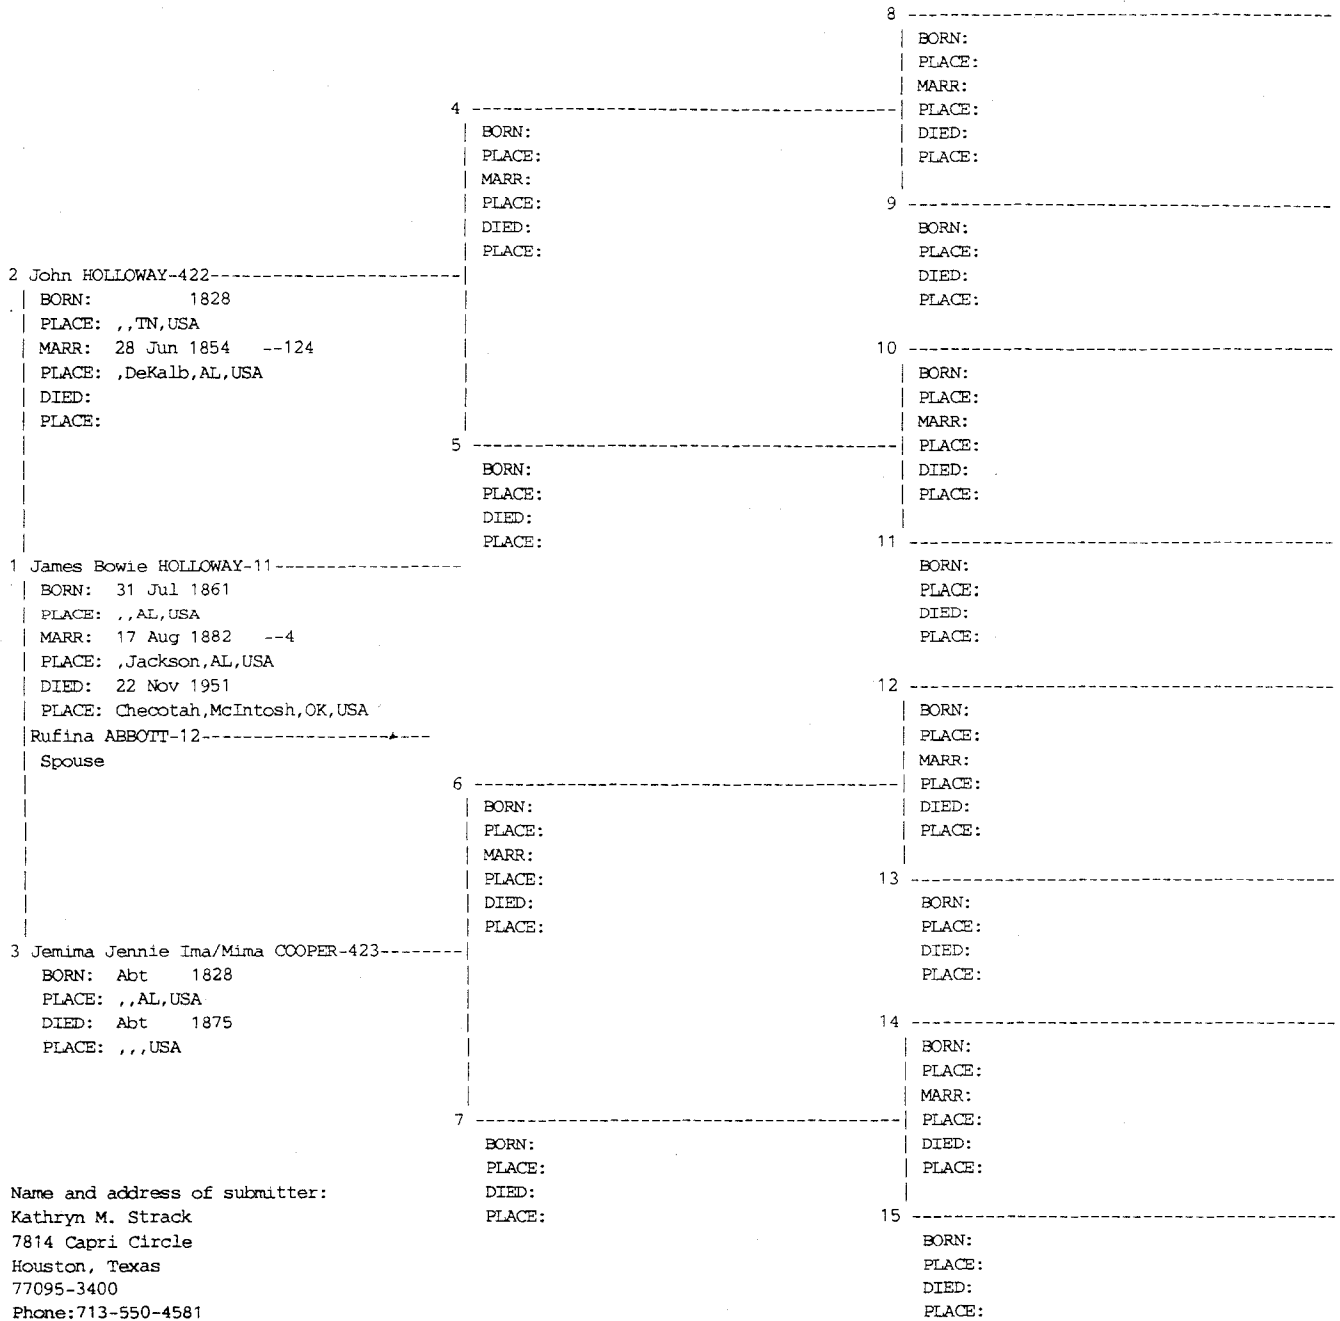 8
BORN:
PLACE:
MARR:
4
PLACE:
BORN:
DIED:
PLACE:
PLACE:
MARR:
PLACE:
9
DIED:
BORN:
PLACE:
PLACE:
2 John HOLLOWAY-422
DIED:
BORN: 1828
PLACE:
PLACE: ,,TN,USA
MARR: 28 Jun 1854 --124
10
PLACE: ,DeKalb,AL,USA
BORN:
DIED:
PLACE:
PLACE:
MARR:
5
PLACE:
BORN:
DIED:
PLACE:
PLACE:
DIED:
PLACE:
11
1 James Bowie HOLLOWAY-11
BORN:
BORN: 31 Jul 1861
PLACE:
PLACE: ,,AL,USA
DIED:
MARR: 17 Aug 1882 --4
PLACE:
PLACE: ,Jackson,AL,USA
DIED: 22 Nov 1951
12
PLACE: Checotah,McIntosh,OK,USA
BORN:
Rufina ABBOTT-12
PLACE:
Spouse
MARR:
6
PLACE:
BORN:
DIED:
PLACE:
PLACE:
MARR:
PLACE:
13
DIED:
BORN:
PLACE:
PLACE:
3 Jemima Jennie Ima/Mima COOPER-423
DIED:
BORN: Abt 1828
PLACE:
PLACE: ,,AL,USA
DIED: Abt 1875
14
PLACE: ,,,USA
BORN:
PLACE:
MARR:
7
PLACE:
BORN:
DIED:
PLACE:
PLACE:
Name and address of submitter:
DIED:
Kathryn M. Strack
PLACE:
15
7814 Capri Circle
BORN:
Houston, Texas
PLACE:
77095-3400
DIED:
Phone:713-550-4581
PLACE: